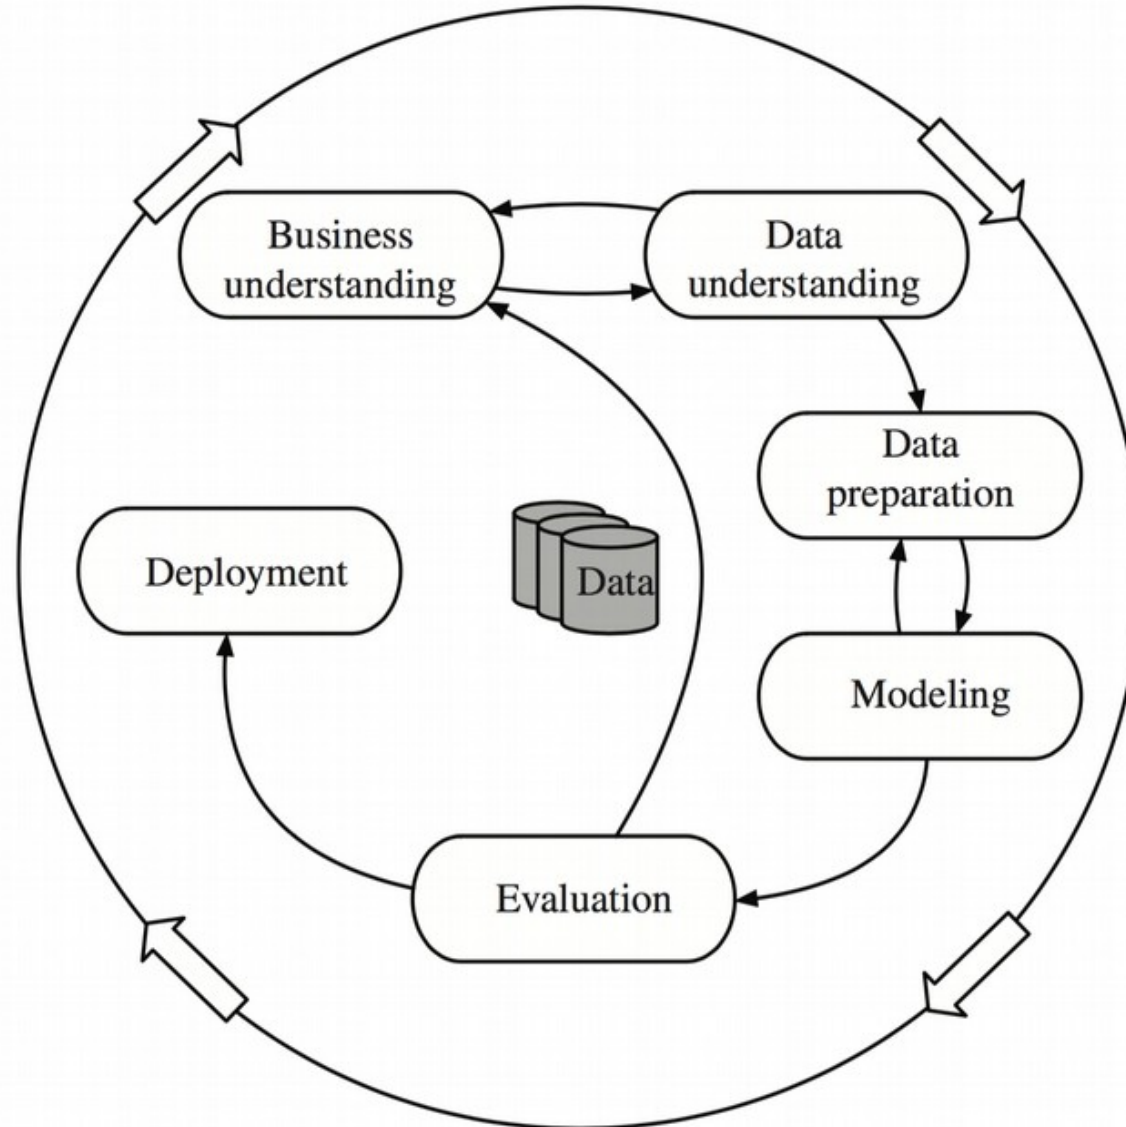 Business
understanding
Data
understanding
Data
preparation
Deployment
Data
Modeling
Evaluation